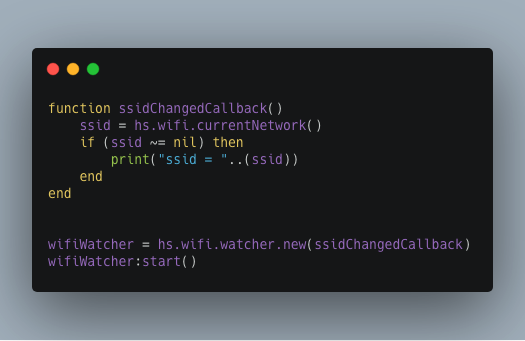 function ssidChangedCallback()
    ssid = hs.wifi.currentNetwork()
    if (ssid ~= nil) then
        print("ssid = "..(ssid))
    end
end
wifiWatcher = hs.wifi.watcher.new(ssidChangedCallback)
wifiWatcher:start()